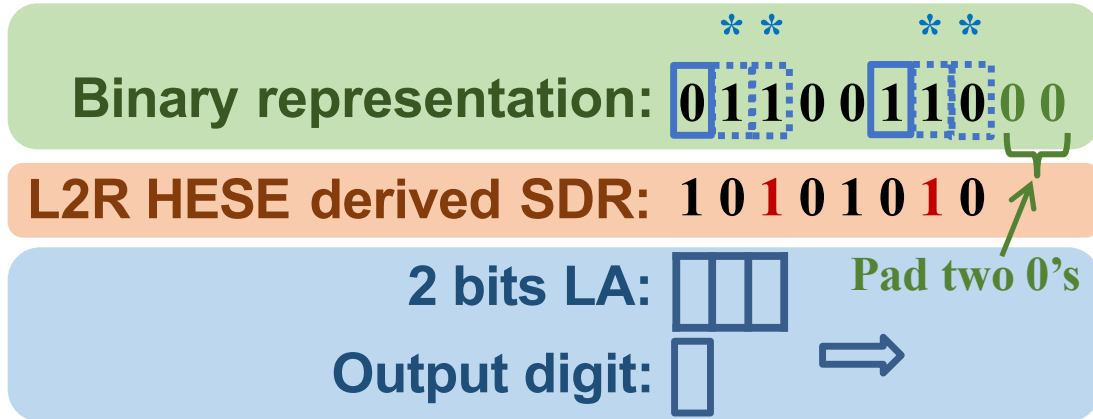 * * * *
Binary representation: 0 1 1 0 0 1 1 0 0 0
L2R HESE derived SDR: 1 0 1 0 1 0 1 0
2 bits LA:
Pad two 0's
Output digit: